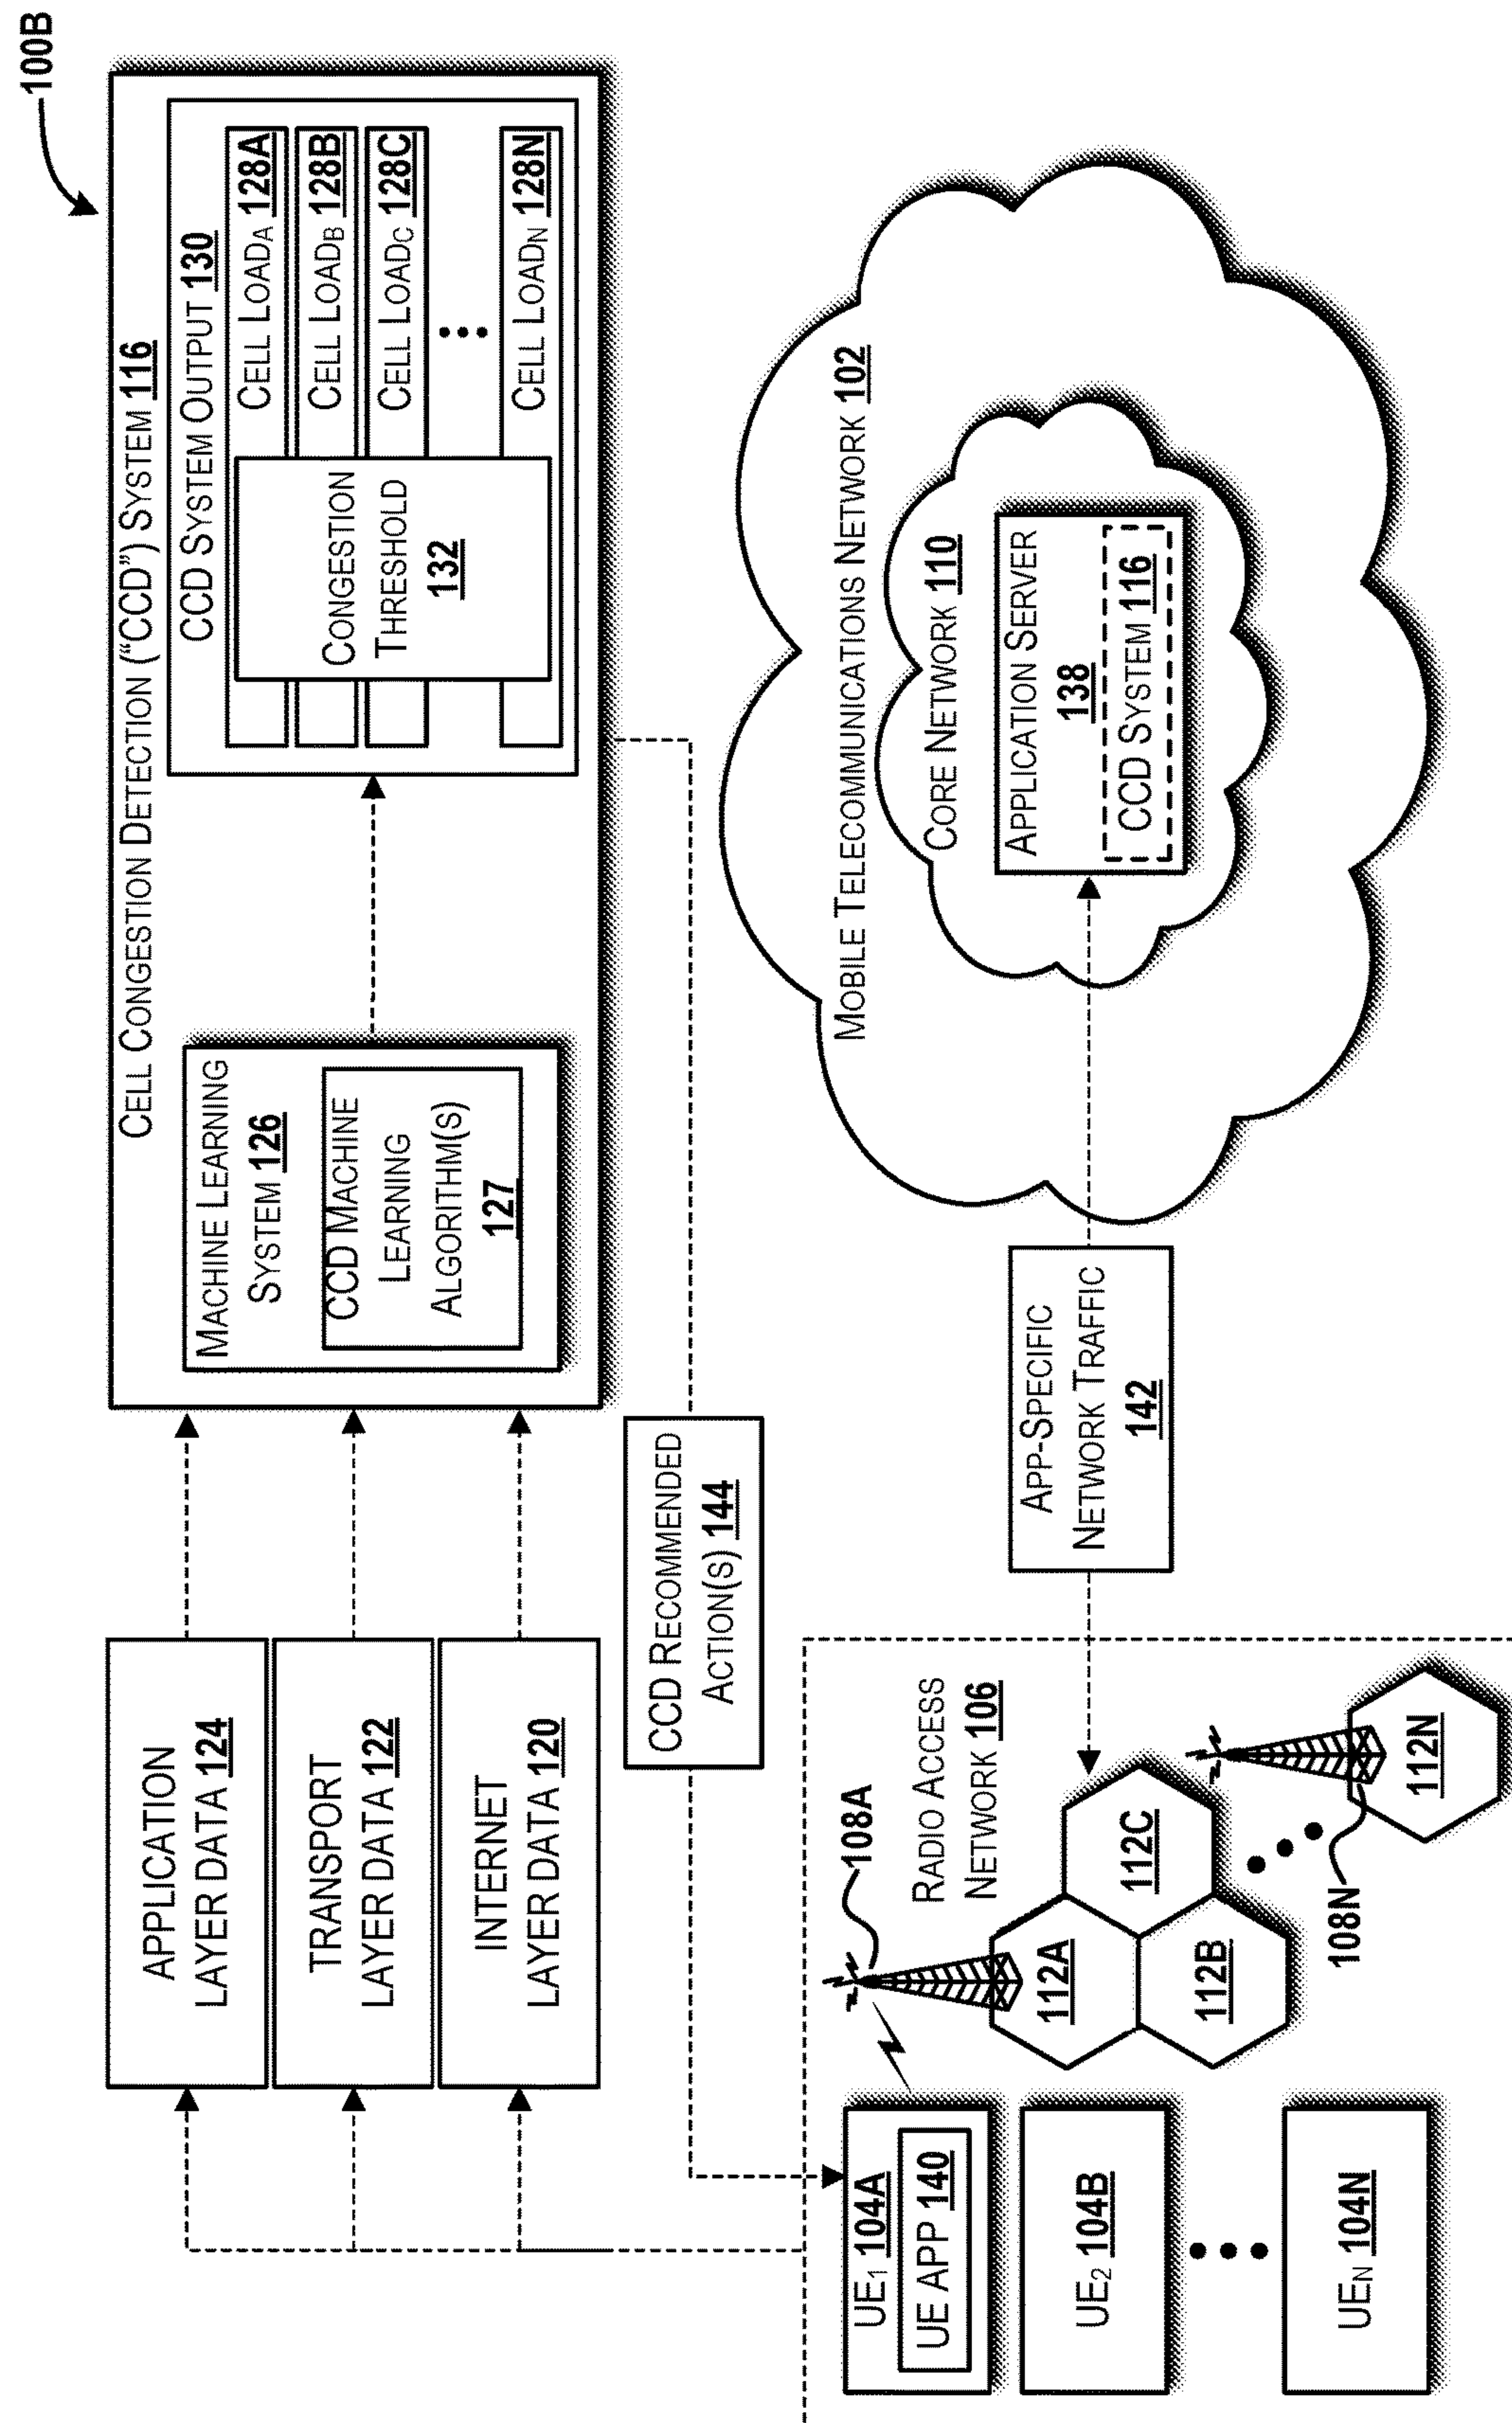 100B
CELL CONGESTION DETECTION ("CCD") SYSTEM 116
APPLICATION
LAYER DATA 124
TRANSPORT
LAYER DATA 122
INTERNET
LAYER DATA 120
MACHINE LEARNING
SYSTEM 126
CCD MACHINE
LEARNING
ALGORITHM(S)
127
CCD SYSTEM OUTPUT 130
CELL LOADA 128A
CELL LOADB 128B
CELL LOADC 128C
CELL LOADN 128N
CONGESTION
THRESHOLD
132
CCD RECOMMENDED
ACTION(S) 144
UE1 104A
UE APP 140
UE2 104B
UEN 104N
108A
RADIO ACCESS
NETWORK 106
112A
112B
112C
108N
112N
APP-SPECIFIC
NETWORK TRAFFIC
142
MOBILE TELECOMMUNICATIONS NETWORK 102
CORE NETWORK 110
APPLICATION SERVER
138
CCD SYSTEM 116